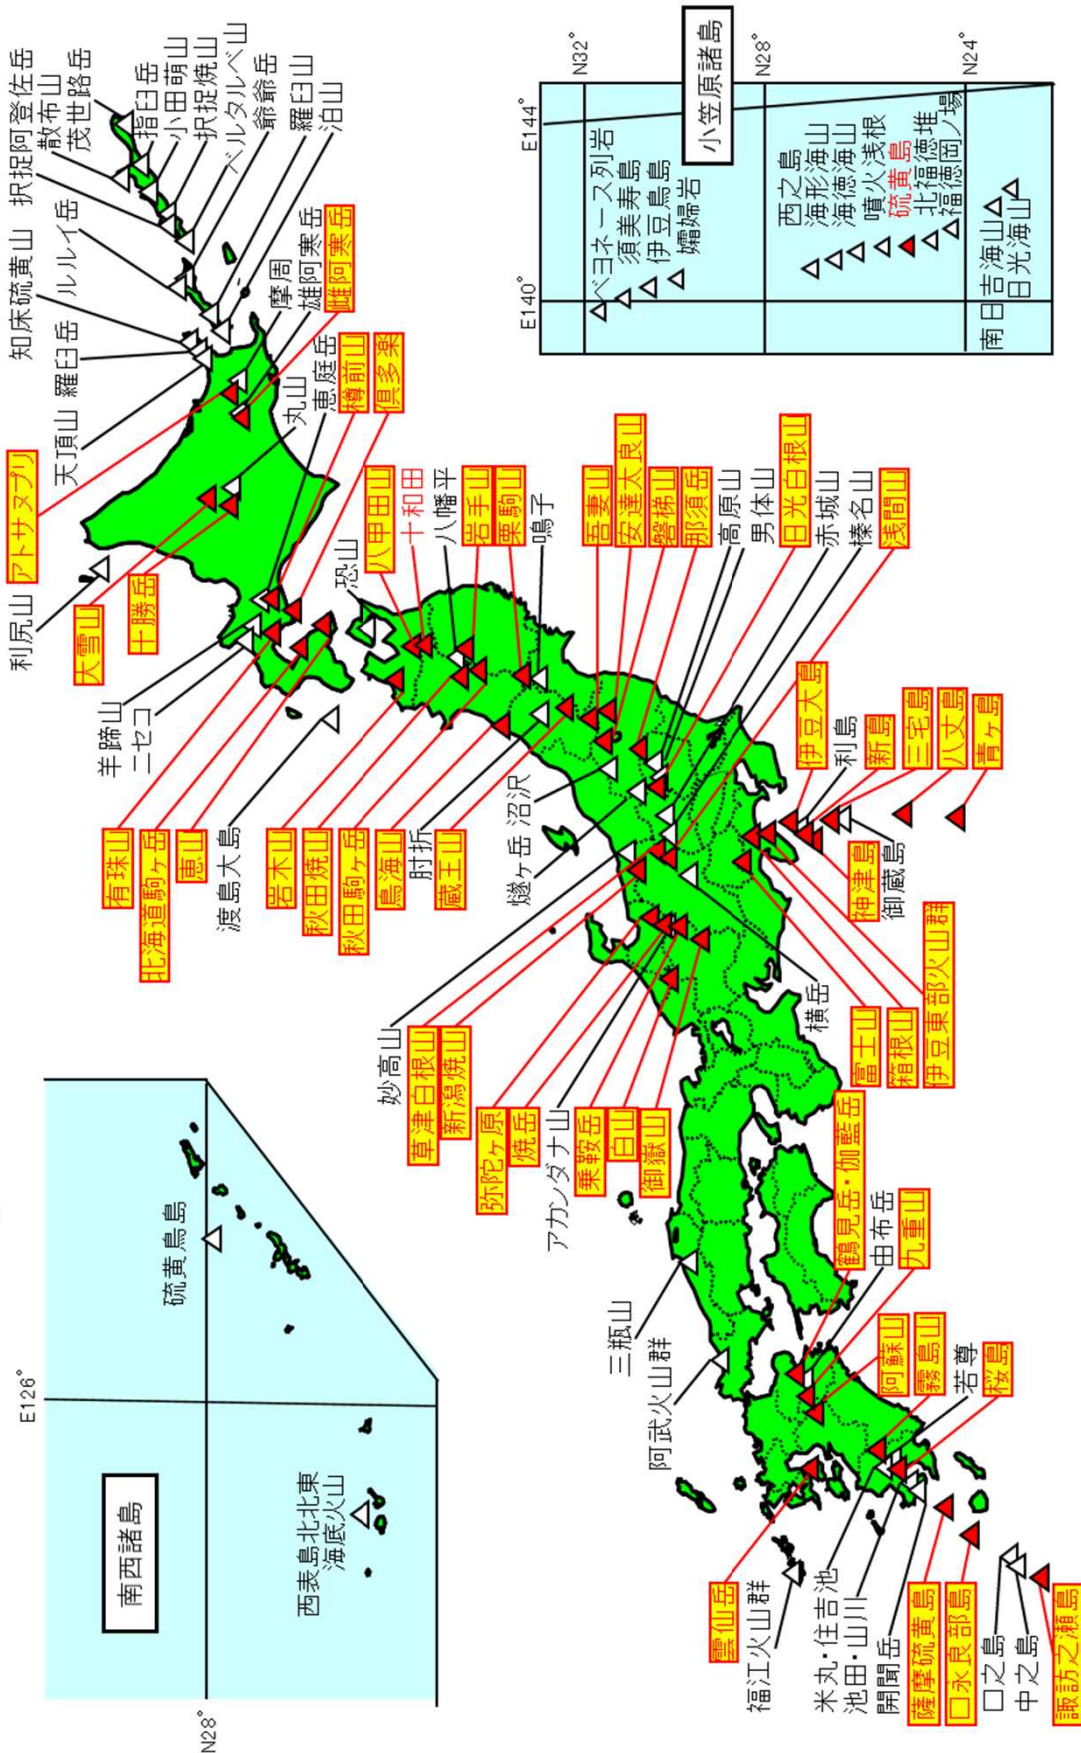 南西諸島
E126°
N28°
硫黄鳥島
西表島北北東
海底火山
茂世路岳
散布山
指臼岳
小田萌山
択捉焼山
択捉阿登佐岳
ベルタルベ山
ルルイ岳
爺爺岳
羅臼山
泊山
知床硫黄山
羅臼岳
天頂山
摩周
アトサヌプリ
雄阿寒岳
雌阿寒岳
丸山
大雪山
十勝岳
利尻山
恵庭岳
樽前山
倶多楽
羊蹄山
ニセコ
有珠山
北海道駒ヶ岳
恵山
渡島大島
恐山
岩木山
八甲田山
十和田
秋田焼山
八幡平
岩手山
秋田駒ヶ岳
鳥海山
栗駒山
鳴子
肘折
蔵王山
吾妻山
安達太良山
磐梯山
沼沢
燧ヶ岳
那須岳
高原山
男体山
日光白根山
赤城山
榛名山
浅間山
妙高山
草津白根山
新潟焼山
弥陀ヶ原
焼岳
アカンダナ山
乗鞍岳
白山
御嶽山
横岳
富士山
箱根山
伊豆東部火山群
伊豆大島
利島
新島
神津島
三宅島
御蔵島
八丈島
青ヶ島
三瓶山
阿武火山群
鶴見岳・伽藍岳
由布岳
九重山
阿蘇山
雲仙岳
福江火山群
霧島山
若尊
桜島
米丸・住吉池
池田・山川
開聞岳
薩摩硫黄島
口永良部島
口之島
中之島
諏訪之瀬島
小笠原諸島
E140°
E144°
N32°
N28°
N24°
ベヨネース列岩
須美寿島
伊豆鳥島
孀婦岩
西之島
海形海山
海徳海山
噴火浅根
硫黄島
北福徳堆
福徳岡ノ場
南日吉海山
日光海山